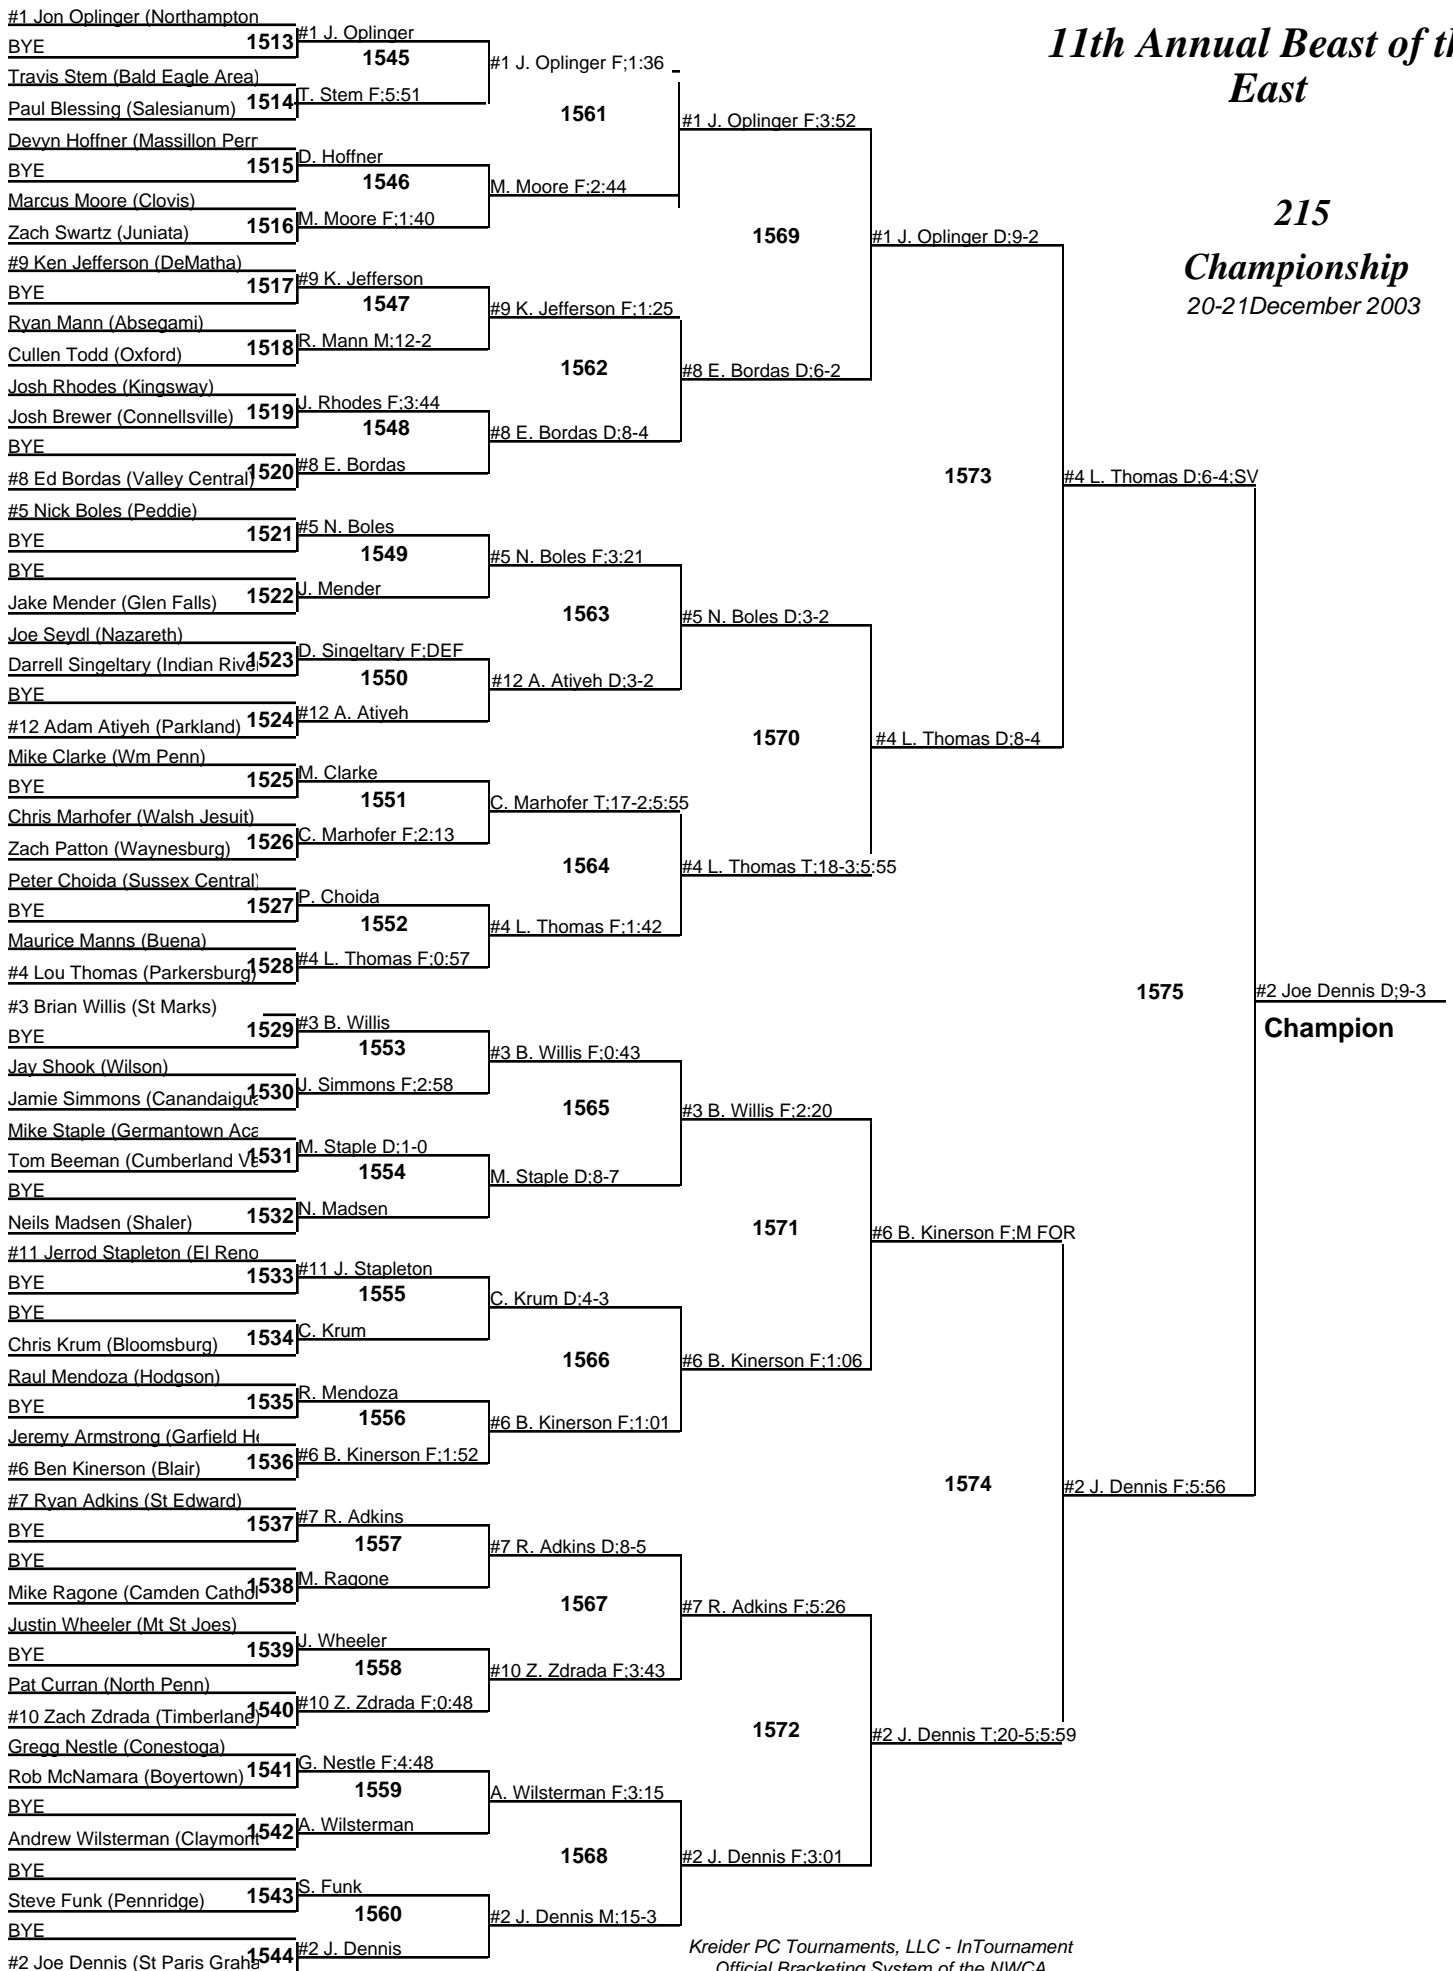 11th Annual Beast of th
East
215
Championship
20-21December 2003
#1 Jon Oplinger (Northampton
BYE
1513
Travis Stem (Bald Eagle Area)
Paul Blessing (Salesianum)
1514
Devyn Hoffner (Massillon Perr
BYE
1515
Marcus Moore (Clovis)
Zach Swartz (Juniata)
1516
#9 Ken Jefferson (DeMatha)
BYE
1517
Ryan Mann (Absegami)
Cullen Todd (Oxford)
1518
Josh Rhodes (Kingsway)
Josh Brewer (Connellsville)
1519
BYE
#8 Ed Bordas (Valley Central)
1520
#5 Nick Boles (Peddie)
BYE
1521
BYE
Jake Mender (Glen Falls)
1522
Joe Seydl (Nazareth)
Darrell Singeltary (Indian River
1523
BYE
#12 Adam Atiyeh (Parkland)
1524
Mike Clarke (Wm Penn)
BYE
1525
Chris Marhofer (Walsh Jesuit)
Zach Patton (Waynesburg)
1526
Peter Choida (Sussex Central)
BYE
1527
Maurice Manns (Buena)
#4 Lou Thomas (Parkersburg)
1528
#3 Brian Willis (St Marks)
BYE
1529
Jay Shook (Wilson)
Jamie Simmons (Canandaigua
1530
Mike Staple (Germantown Aca
Tom Beeman (Cumberland Va
1531
BYE
Neils Madsen (Shaler)
1532
#11 Jerrod Stapleton (El Reno
BYE
1533
BYE
Chris Krum (Bloomsburg)
1534
Raul Mendoza (Hodgson)
BYE
1535
Jeremy Armstrong (Garfield He
#6 Ben Kinerson (Blair)
1536
#7 Ryan Adkins (St Edward)
BYE
1537
BYE
Mike Ragone (Camden Cathol
1538
Justin Wheeler (Mt St Joes)
BYE
1539
Pat Curran (North Penn)
#10 Zach Zdrada (Timberlane)
1540
Gregg Nestle (Conestoga)
Rob McNamara (Boyertown)
1541
BYE
Andrew Wilsterman (Claymont
1542
BYE
Steve Funk (Pennridge)
1543
BYE
#2 Joe Dennis (St Paris Graha
1544
#1 J. Oplinger
1545
T. Stem F;5:51
D. Hoffner
1546
M. Moore F;1:40
#9 K. Jefferson
1547
R. Mann M;12-2
J. Rhodes F;3:44
1548
#8 E. Bordas
#5 N. Boles
1549
J. Mender
D. Singeltary F;DEF
1550
#12 A. Atiyeh
M. Clarke
1551
C. Marhofer F;2:13
P. Choida
1552
#4 L. Thomas F;0:57
#3 B. Willis
1553
J. Simmons F;2:58
M. Staple D;1-0
1554
N. Madsen
#11 J. Stapleton
1555
C. Krum
R. Mendoza
1556
#6 B. Kinerson F;1:52
#7 R. Adkins
1557
M. Ragone
J. Wheeler
1558
#10 Z. Zdrada F;0:48
G. Nestle F;4:48
1559
A. Wilsterman
S. Funk
1560
#2 J. Dennis
#1 J. Oplinger F;1:36
1561
M. Moore F;2:44
#9 K. Jefferson F;1:25
1562
#8 E. Bordas D;8-4
#5 N. Boles F;3:21
1563
#12 A. Atiyeh D;3-2
C. Marhofer T;17-2;5:55
1564
#4 L. Thomas F;1:42
#3 B. Willis F;0:43
1565
M. Staple D;8-7
C. Krum D;4-3
1566
#6 B. Kinerson F;1:01
#7 R. Adkins D;8-5
1567
#10 Z. Zdrada F;3:43
A. Wilsterman F;3:15
1568
#2 J. Dennis M;15-3
#1 J. Oplinger F;3:52
1569
#8 E. Bordas D;6-2
#5 N. Boles D;3-2
1570
#4 L. Thomas T;18-3;5:55
#3 B. Willis F;2:20
1571
#6 B. Kinerson F;1:06
#7 R. Adkins F;5:26
1572
#2 J. Dennis F;3:01
#1 J. Oplinger D;9-2
1573
#4 L. Thomas D;8-4
#6 B. Kinerson F;M FOR
1574
#2 J. Dennis T;20-5;5:59
#4 L. Thomas D;6-4;SV
1575
#2 J. Dennis F;5:56
#2 Joe Dennis D;9-3
Champion
Kreider PC Tournaments, LLC - InTournament
Official Bracketing System of the NWCA